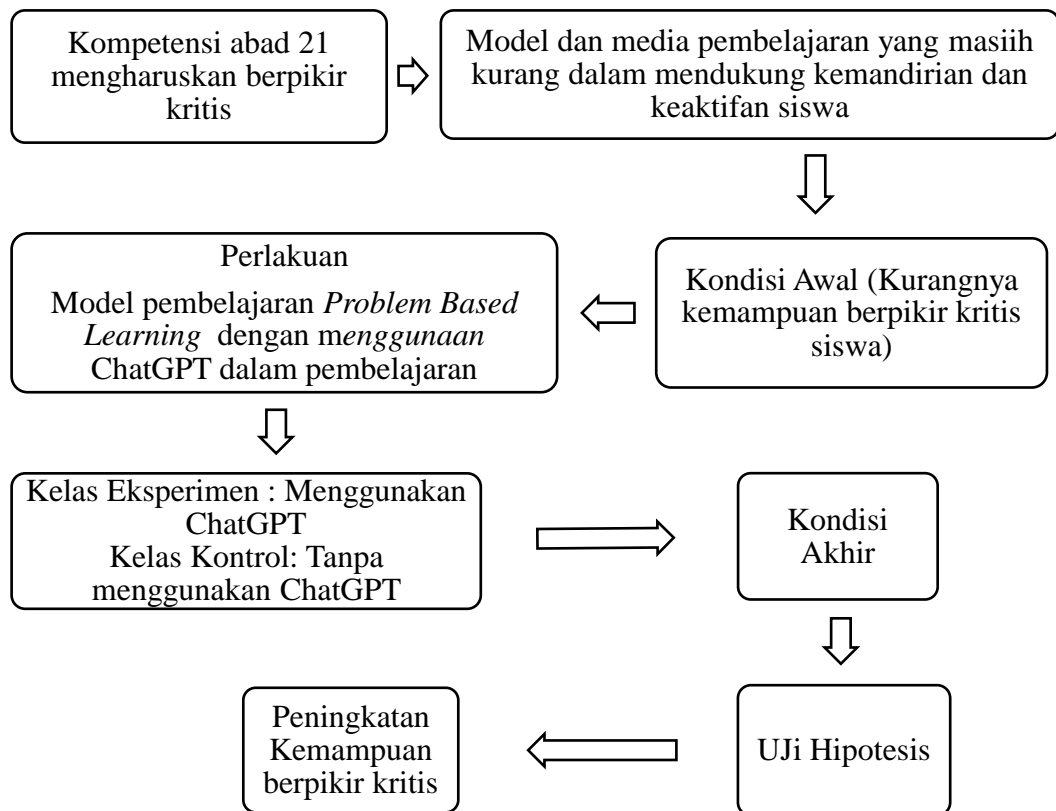 Kompetensi abad 21
mengharuskan berpikir
kritis
Model dan media pembelajaran yang masiih
kurang dalam mendukung kemandirian dan
keaktifan siswa
Kondisi Awal (Kurangnya
kemampuan berpikir kritis
siswa)
Perlakuan
Model pembelajaran Problem Based
Learning dengan menggunaan
ChatGPT dalam pembelajaran
Kelas Eksperimen : Menggunakan
ChatGPT
Kelas Kontrol: Tanpa
menggunakan ChatGPT
Kondisi
Akhir
UJi Hipotesis
Peningkatan
Kemampuan
berpikir kritis